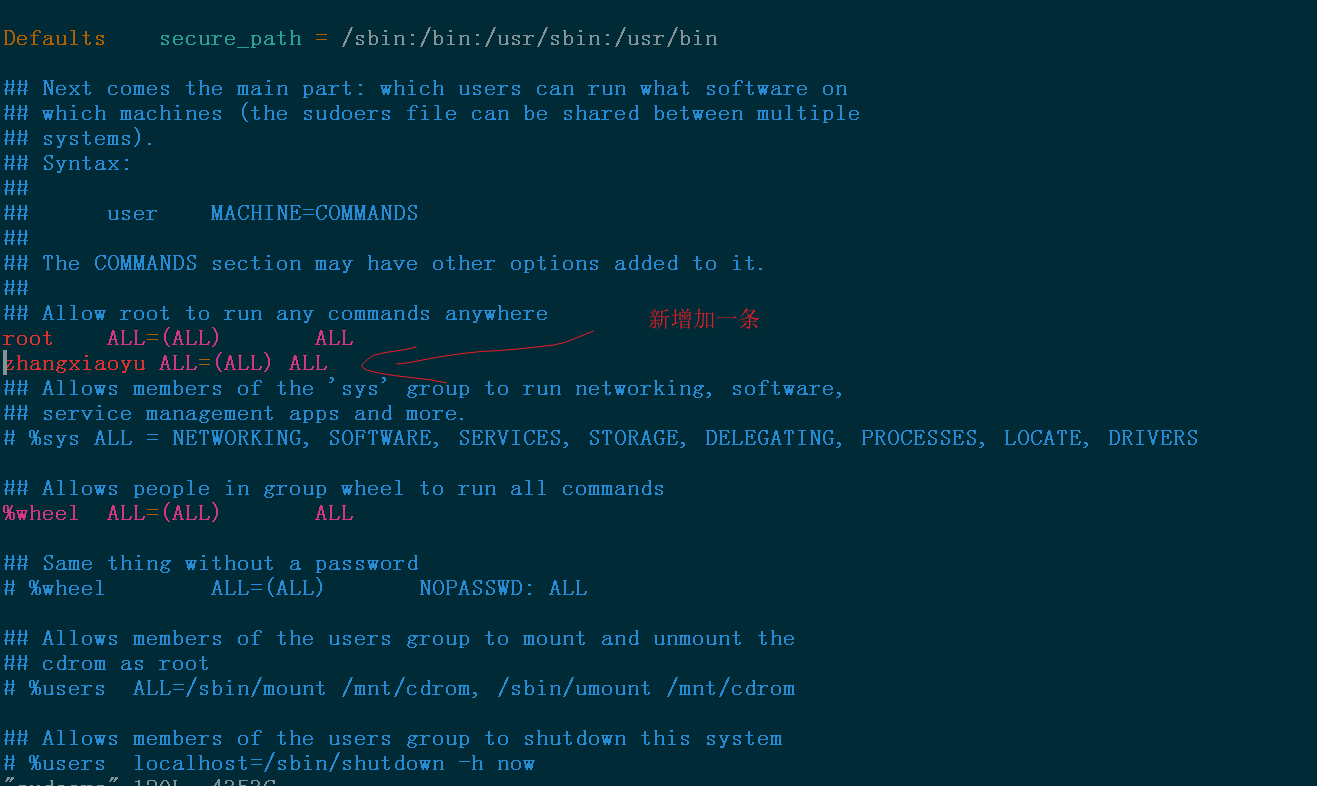 Defaults    secure_path = /sbin:/bin:/usr/sbin:/usr/bin
## Next comes the main part: which users can run what software on
## which machines (the sudoers file can be shared between multiple
## systems).
## Syntax:
##
##      user    MACHINE=COMMANDS
##
## The COMMANDS section may have other options added to it.
##
## Allow root to run any commands anywhere
新增加一条
root    ALL=(ALL)       ALL
zhangxiaoyu ALL=(ALL) ALL
## Allows members of the 'sys' group to run networking, software,
## service management apps and more.
# %sys ALL = NETWORKING, SOFTWARE, SERVICES, STORAGE, DELEGATING, PROCESSES, LOCATE, DRIVERS
## Allows people in group wheel to run all commands
%wheel  ALL=(ALL)       ALL
## Same thing without a password
# %wheel        ALL=(ALL)       NOPASSWD: ALL
## Allows members of the users group to mount and unmount the
## cdrom as root
# %users  ALL=/sbin/mount /mnt/cdrom, /sbin/umount /mnt/cdrom
## Allows members of the users group to shutdown this system
# %users  localhost=/sbin/shutdown -h now